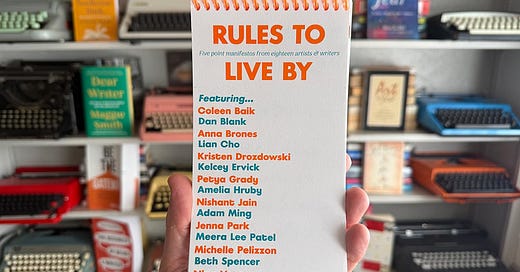 RULES TO
Five point manifestos from eighteen artists & writers
LIVE BY
Featuring...
Coleen Baik
Dan Blank
Anna Brones
Lian Cho
Kristen Drozdowski
Kelcey Ervick
Petya Grady
Amelia Hruby
Nishant Jain
Adam Ming
Jenna Park
Meera Lee Patel
Michelle Pelizzon
Beth Spencer
Dear
Writer
Maggie
Smith
BE THE
Art